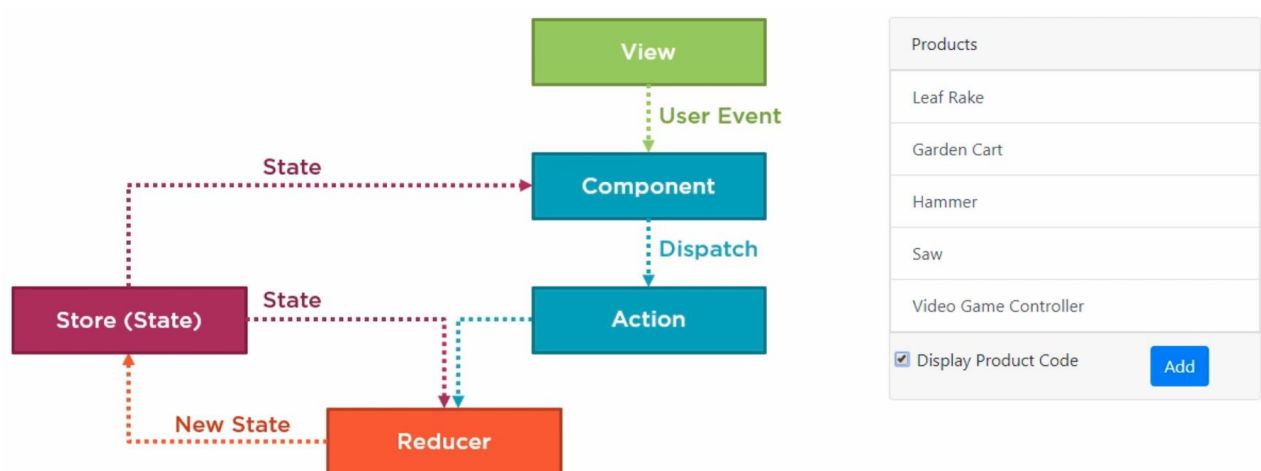 View
User Event
State
Component
Dispatch
State
Store (State)
Action
New State
Reducer
Products
Leaf Rake
Garden Cart
Hammer
Saw
Video Game Controller
Display Product Code
Add